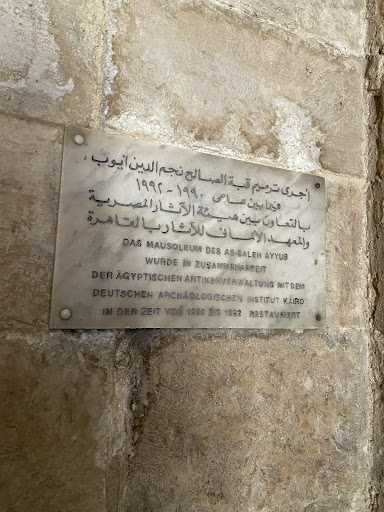 أجرى ترميم قبة الصالح نجم الدين أيوب ،
فيما بين عامى ١٩٩٠ - ١٩٩٢
بالتعاون بين هيئة الآثار المصرية
والمعهد الألمانى للآثار بالقاهرة
DAS MAUSOLEUM DES AS-SALEH AYYUB
WURDE IN ZUSAMMENARBEIT
DER ÄGYPTISCHEN ANTIKENVERWALTUNG MIT DEM
DEUTSCHEN ARCHÄOLOGISCHEN INSTITUT KAIRO
IN DER ZEIT VON 1990 BIS 1992 RESTAURIERT